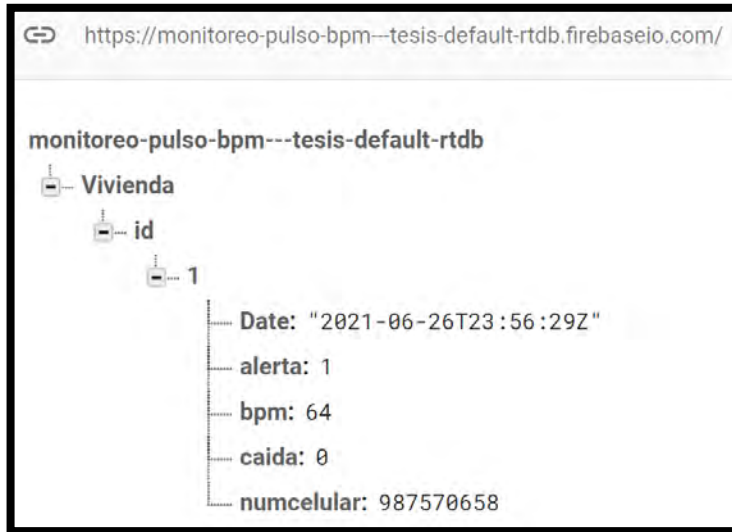 https://monitoreo-pulso-bpm---tesis-default-rtdb.firebaseio.com/
monitoreo-pulso-bpm---tesis-default-rtdb
Vivienda
id
1
Date: "2021-06-26T23:56:29Z"
alerta: 1
bpm: 64
caida: 0
numcelular: 987570658